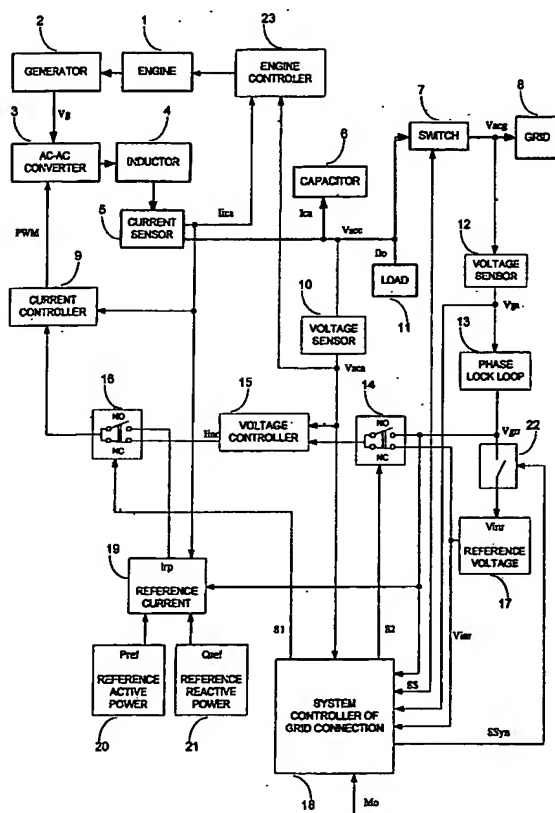 2
1
23
GENERATOR
ENGINE
ENGINE
CONTROLER
8
7
Vg
4
3
SWITCH
Vacg
GRID
6
AC-AC
CONVERTER
INDUCTOR
CAPACITOR
Iica
Ica
Vacc
5
CURRENT
SENSOR
PWM
12
9
Ilo
LOAD
VOLTAGE
SENSOR
10
11
CURRENT
CONTROLLER
VOLTAGE
SENSOR
Vga
13
PHASE
LOCK LOOP
15
Vaca
14
16
NO
NC
Iinc
VOLTAGE
CONTROLLER
NO
NC
Vgrr
22
Vinr
REFERENCE
VOLTAGE
19
Irp
REFERENCE
CURRENT
17
S1
S2
Vinr
Pref
REFERENCE
ACTIVE
POWER
Qref
REFERENCE
REACTIVE
POWER
S3
SYSTEM
CONTROLLER OF
GRID CONNECTION
SSyn
20
21
18
Mo